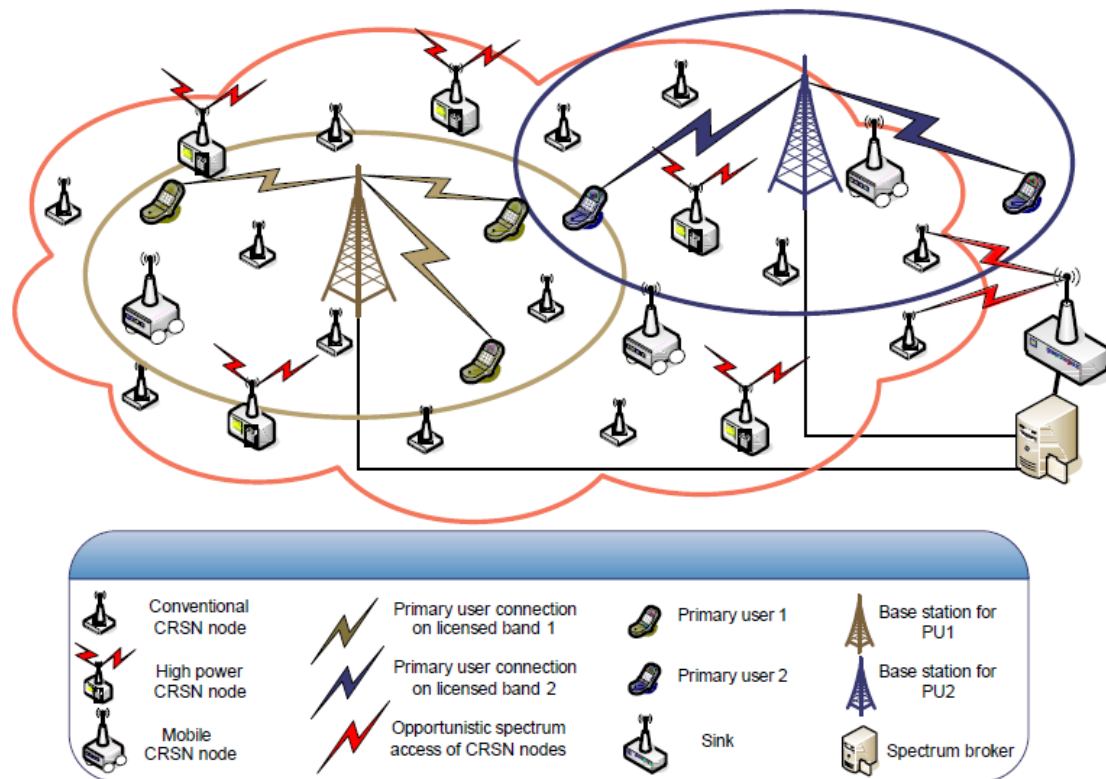 Conventional
CRSN node
Primary user connection
on licensed band 1
Primary user 1
Base station for
PU1
High power
CRSN node
Primary user connection
on licensed band 2
Primary user 2
Base station for
PU2
Mobile
CRSN node
Opportunistic spectrum
access of CRSN nodes
Sink
Spectrum broker